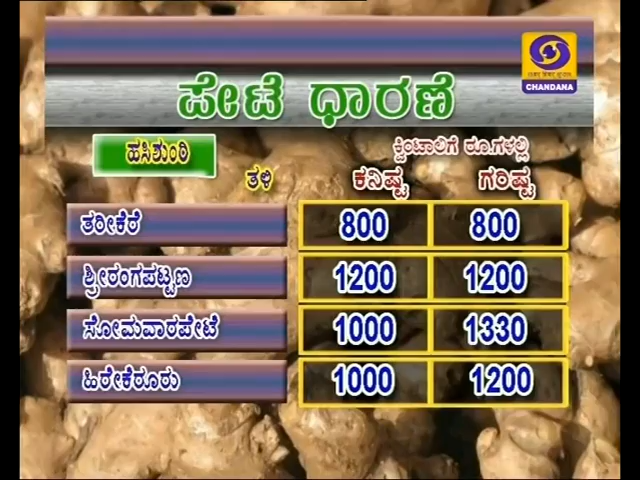 CHANDANA
ಪೇಟೆ ಧಾರಣೆ
ಹಸಿಶುಂಠಿ
ಕ್ವಿಂಟಾಲಿಗೆ ರೂ.ಗಳಲ್ಲಿ
ತಳಿ ಕನಿಷ್ಟ ಗರಿಷ್ಟ
ತರೀಕೆರೆ 800 800
ಶ್ರೀರಂಗಪಟ್ಟಣ 1200 1200
ಸೋಮವಾರಪೇಟೆ 1000 1330
ಹಿರೇಕೆರೂರು 1000 1200